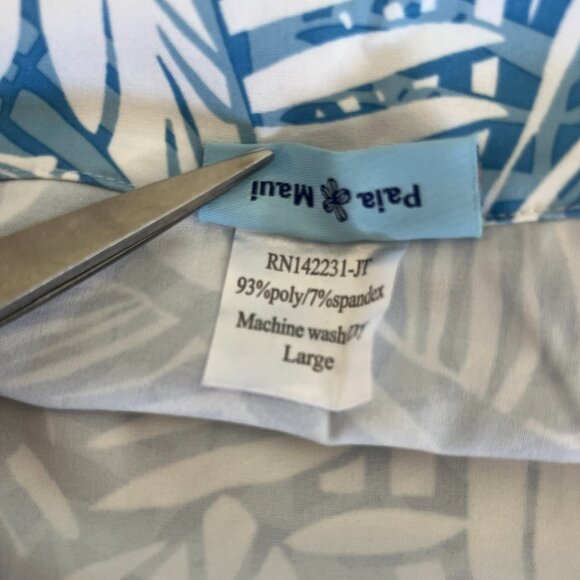 Paia Maui
RN142231-JT
93%poly/7%spandex
Machine wash/
Large